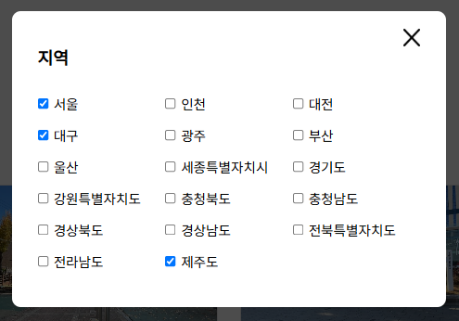 지역
서울 인천 대전
대구 광주 부산
울산 세종특별자치시 경기도
강원특별자치도 충청북도 충청남도
경상북도 경상남도 전북특별자치도
전라남도 제주도